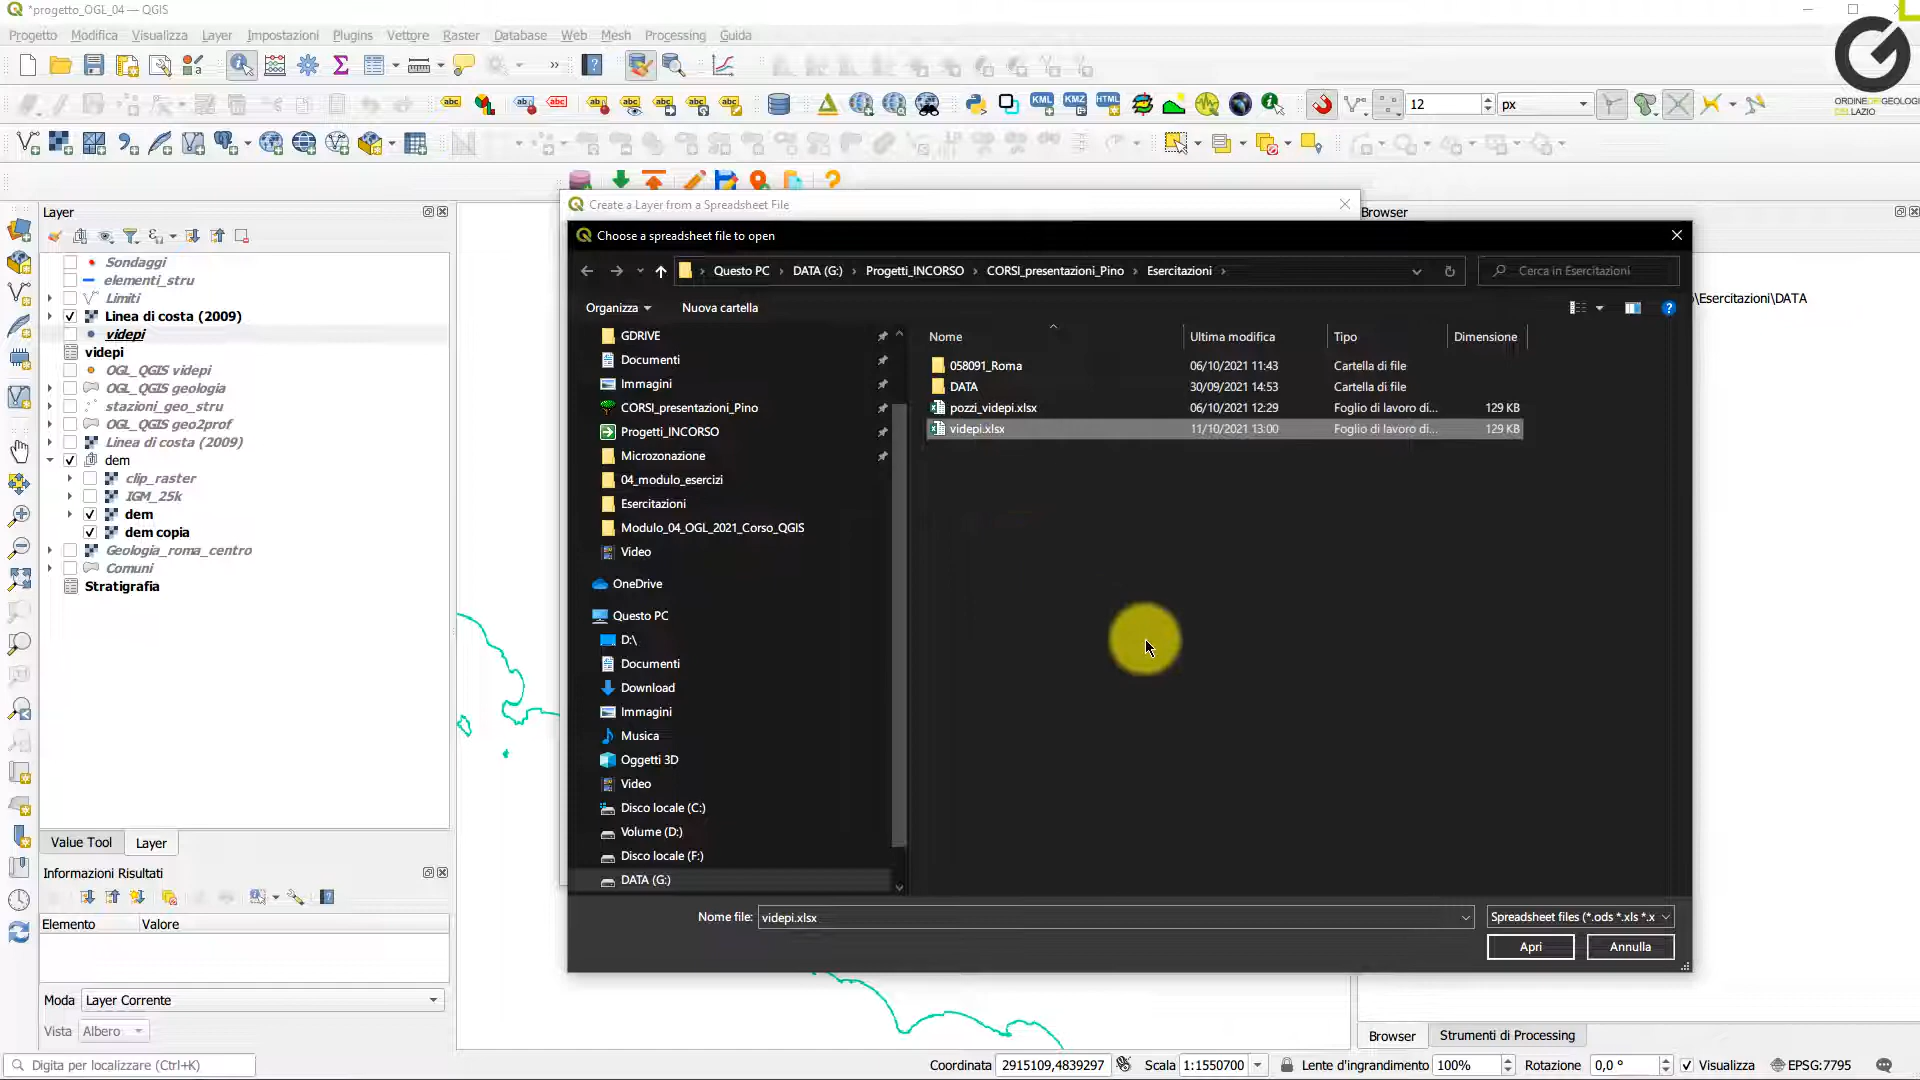 *progetto_OGL_04 — QGIS
Progetto Modifica Visualizza Layer Impostazioni Plugins Vettore Raster Database Web Mesh Processing Guida
12 px
ORDINE DEI GEOLOGI
DEL LAZIO
Layer
Sondaggi
elementi_stru
Limiti
Linea di costa (2009)
videpi
videpi
OGL_QGIS videpi
OGL_QGIS geologia
stazioni_geo_stru
OGL_QGIS geo2prof
Linea di costa (2009)
dem
clip_raster
IGM_25k
dem
dem copia
Geologia_roma_centro
Comuni
Stratigrafia
Value Tool Layer
Informazioni Risultati
Elemento Valore
Moda Layer Corrente
Vista Albero
Digita per localizzare (Ctrl+K)
Create a Layer from a Spreadsheet File
Browser
Choose a spreadsheet file to open
Questo PC DATA (G:) Progetti_INCORSO CORSI_presentazioni_Pino Esercitazioni
Cerca in Esercitazioni
\Esercitazioni\DATA
Organizza Nuova cartella
GDRIVE
Documenti
Immagini
CORSI_presentazioni_Pino
Progetti_INCORSO
Microzonazione
04_modulo_esercizi
Esercitazioni
Modulo_04_OGL_2021_Corso_QGIS
Video
OneDrive
Questo PC
D:\
Documenti
Download
Immagini
Musica
Oggetti 3D
Video
Disco locale (C:)
Volume (D:)
Disco locale (F:)
DATA (G:)
Nome Ultima modifica Tipo Dimensione
058091_Roma 06/10/2021 11:43 Cartella di file
DATA 30/09/2021 14:53 Cartella di file
pozzi_videpi.xlsx 06/10/2021 12:29 Foglio di lavoro di... 129 KB
videpi.xlsx 11/10/2021 13:00 Foglio di lavoro di... 129 KB
Nome file: videpi.xlsx Spreadsheet files (*.ods *.xls *.x
Apri Annulla
Browser Strumenti di Processing
Coordinata 2915109,4839297 Scala 1:1550700 Lente d'ingrandimento 100% Rotazione 0,0 ° Visualizza EPSG:7795